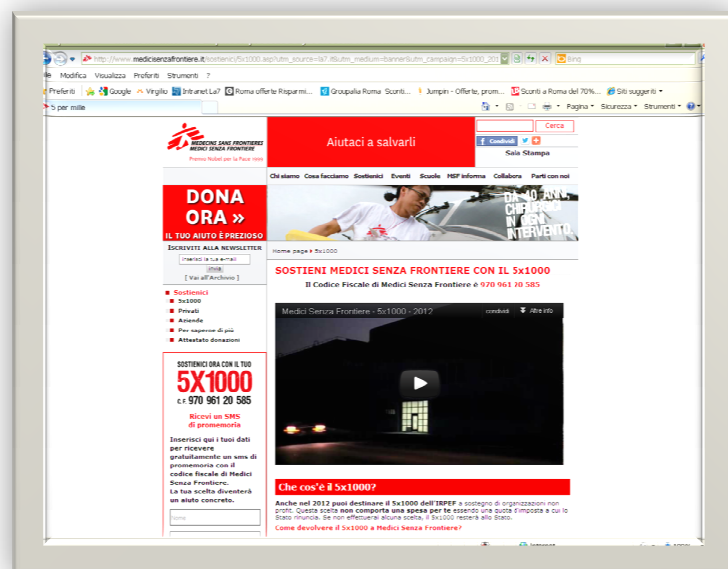 http://www.medicisenzafrontiere.it/sostienici/5x1000.asp?utm_source=la7.it&utm_medium=banner&utm_campaign=5x1000_201
Bing
Modifica Visualizza Preferiti Strumenti ?
Preferiti Google Virgilio Intranet La7 Roma offerte Risparmi... Groupalia Roma Sconti... Jumpin - Offerte, prom... Sconti a Roma del 70%... Siti suggeriti
5 per mille
Pagina Sicurezza Strumenti
MEDECINS SANS FRONTIERES
MEDICI SENZA FRONTIERE
Premio Nobel per la Pace 1999
Aiutaci a salvarli
Cerca
Condividi
Sala Stampa
Chi siamo Cosa facciamo Sostienici Eventi Scuole MSF informa Collabora Parti con noi
DONA
ORA »
IL TUO AIUTO È PREZIOSO
DA 40 ANNI,
CHIRURGICI
IN OGNI
INTERVENTO.
ISCRIVITI ALLA NEWSLETTER
Inserisci la tua e-mail
[ Vai all'Archivio ]
Home page 5x1000
SOSTIENI MEDICI SENZA FRONTIERE CON IL 5x1000
Il Codice Fiscale di Medici Senza Frontiere è 970 961 20 585
Sostienici
5x1000
Privati
Aziende
Per saperne di più
Attestato donazioni
Medici Senza Frontiere - 5x1000 - 2012
condividi Altre info
SOSTIENICI ORA CON IL TUO
5X1000
C.F. 970 961 20 585
Ricevi un SMS
di promemoria
Inserisci qui i tuoi dati
per ricevere
gratuitamente un sms di
promemoria con il
codice fiscale di Medici
Senza Frontiere.
La tua scelta diventerà
un aiuto concreto.
Nome
Che cos'è il 5x1000?
Anche nel 2012 puoi destinare il 5x1000 dell'IRPEF a sostegno di organizzazioni non
profit. Questa scelta non comporta una spesa per te essendo una quota d'imposta a cui lo
Stato rinuncia. Se non effettuerai alcuna scelta, il 5x1000 resterà allo Stato.
Come devolvere il 5x1000 a Medici Senza Frontiere?